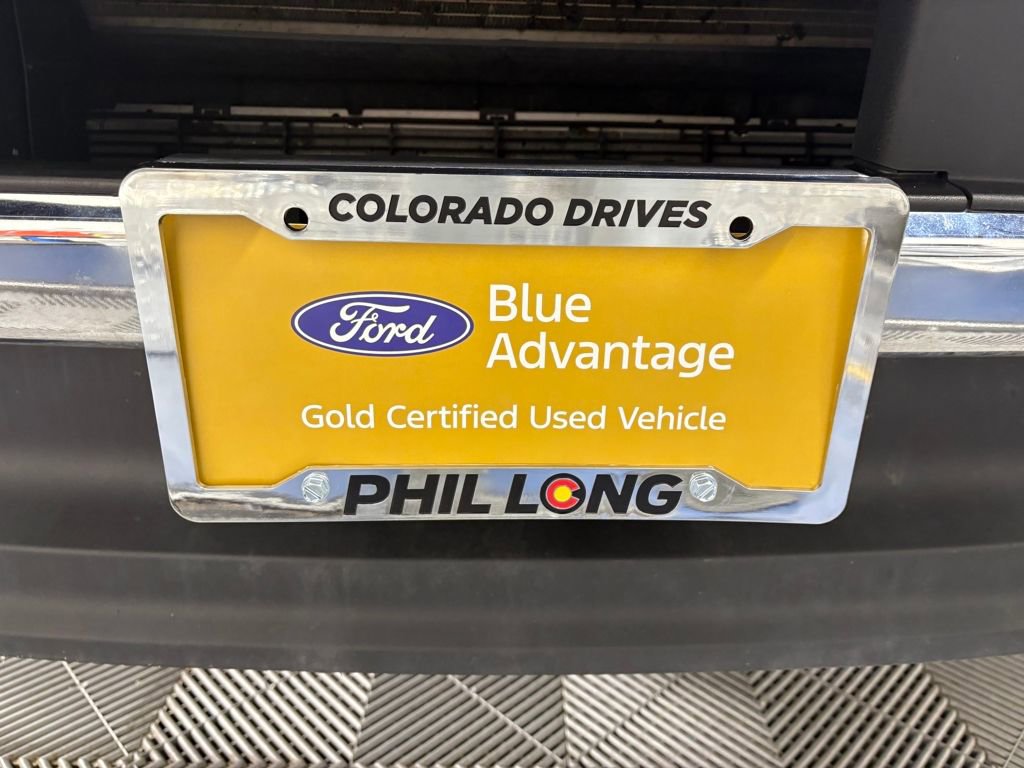 COLORADO DRIVES
Ford
Blue
Advantage
Gold Certified Used Vehicle
PHIL LONG